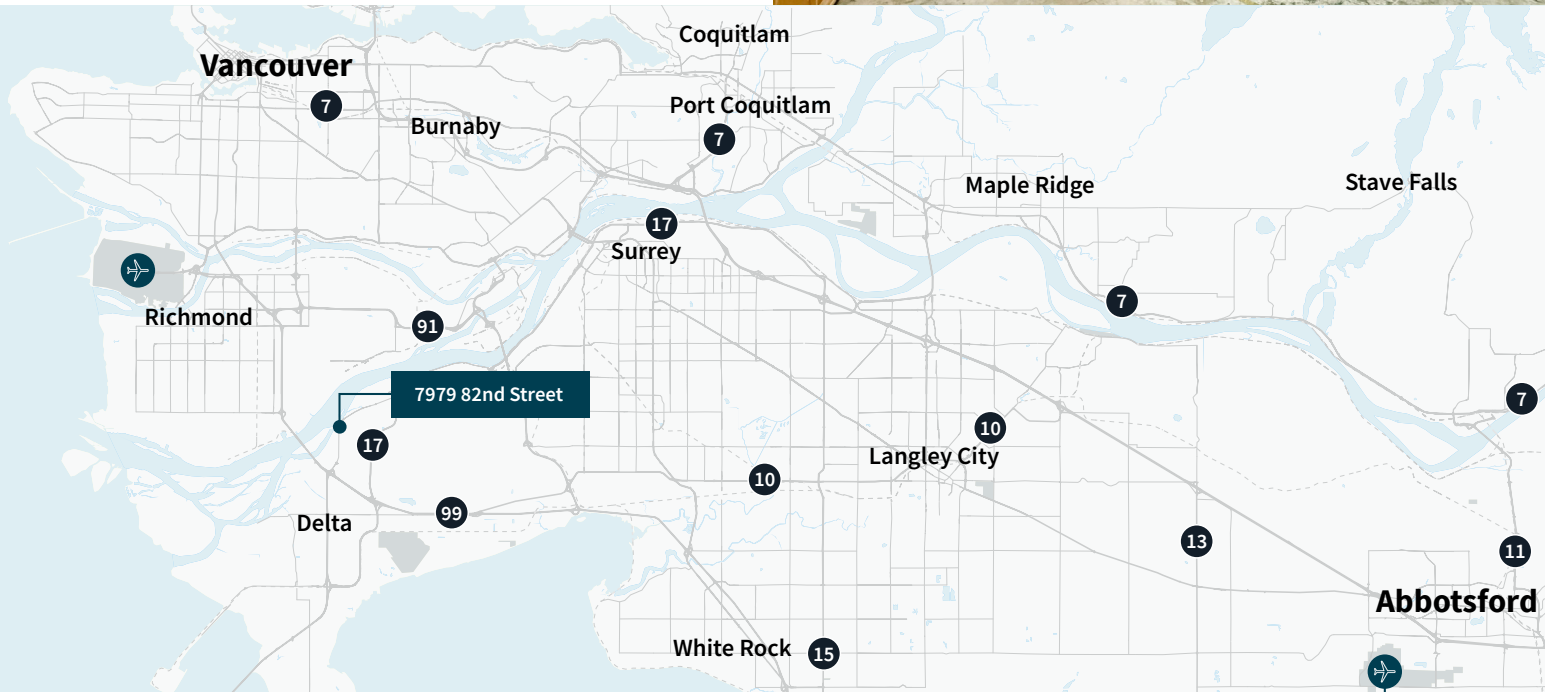 Coquitlam
Vancouver
7
Port Coquitlam
Burnaby
7
Maple Ridge
Stave Falls
17
Surrey
7
Richmond
91
7979 82nd Street
7
17
10
Langley City
10
99
Delta
13
11
Abbotsford
White Rock
15